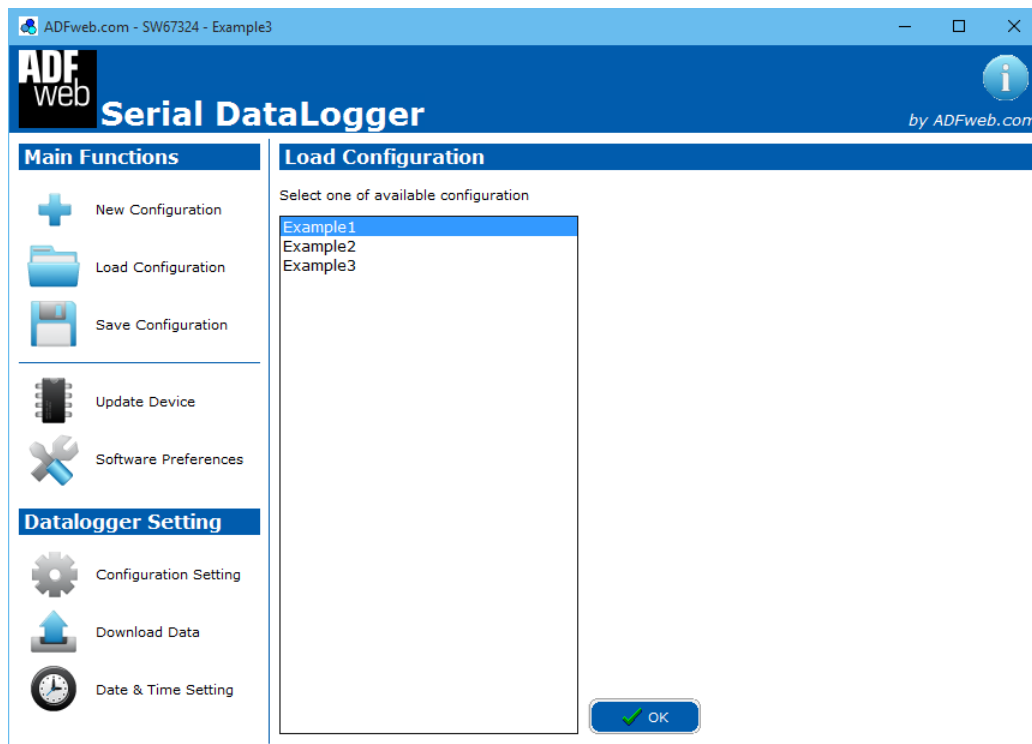 ADFweb.com - SW67324 - Example3
ADF
web
Serial DataLogger
i
by ADFweb.com
Main Functions
New Configuration
Load Configuration
Save Configuration
Update Device
Software Preferences
Datalogger Setting
Configuration Setting
Download Data
Date & Time Setting
Load Configuration
Select one of available configuration
Example1
Example2
Example3
OK